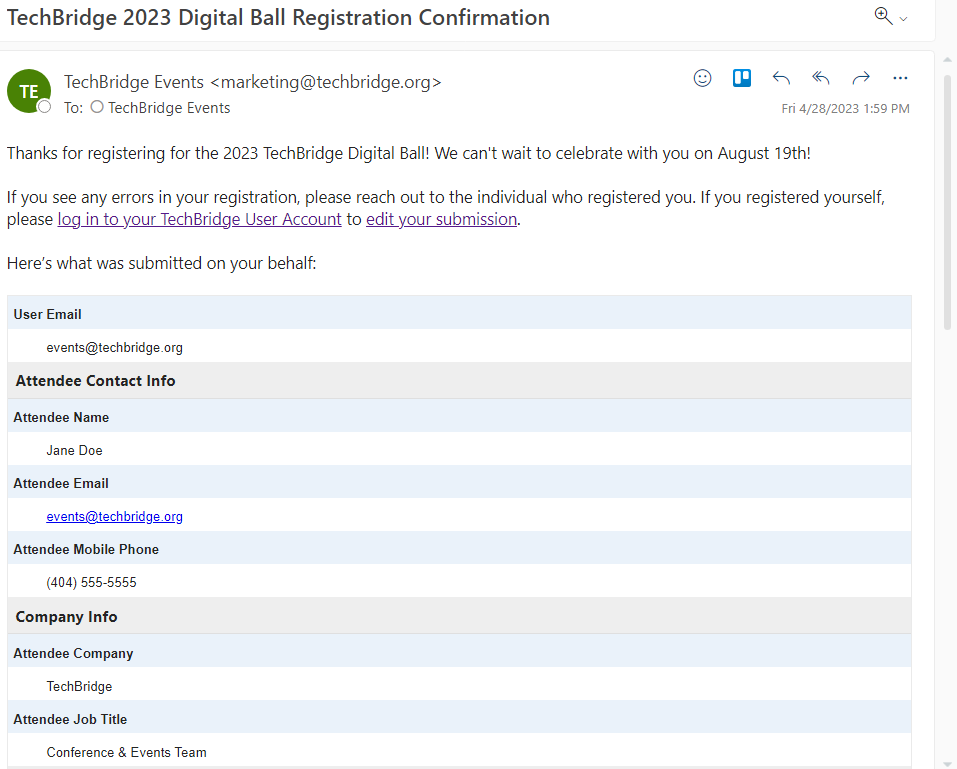 TechBridge 2023 Digital Ball Registration Confirmation
TE
TechBridge Events <marketing@techbridge.org>
To: TechBridge Events
Fri 4/28/2023 1:59 PM
Thanks for registering for the 2023 TechBridge Digital Ball! We can't wait to celebrate with you on August 19th!
If you see any errors in your registration, please reach out to the individual who registered you. If you registered yourself,
please log in to your TechBridge User Account to edit your submission.
Here's what was submitted on your behalf:
User Email
events@techbridge.org
Attendee Contact Info
Attendee Name
Jane Doe
Attendee Email
events@techbridge.org
Attendee Mobile Phone
(404) 555-5555
Company Info
Attendee Company
TechBridge
Attendee Job Title
Conference & Events Team